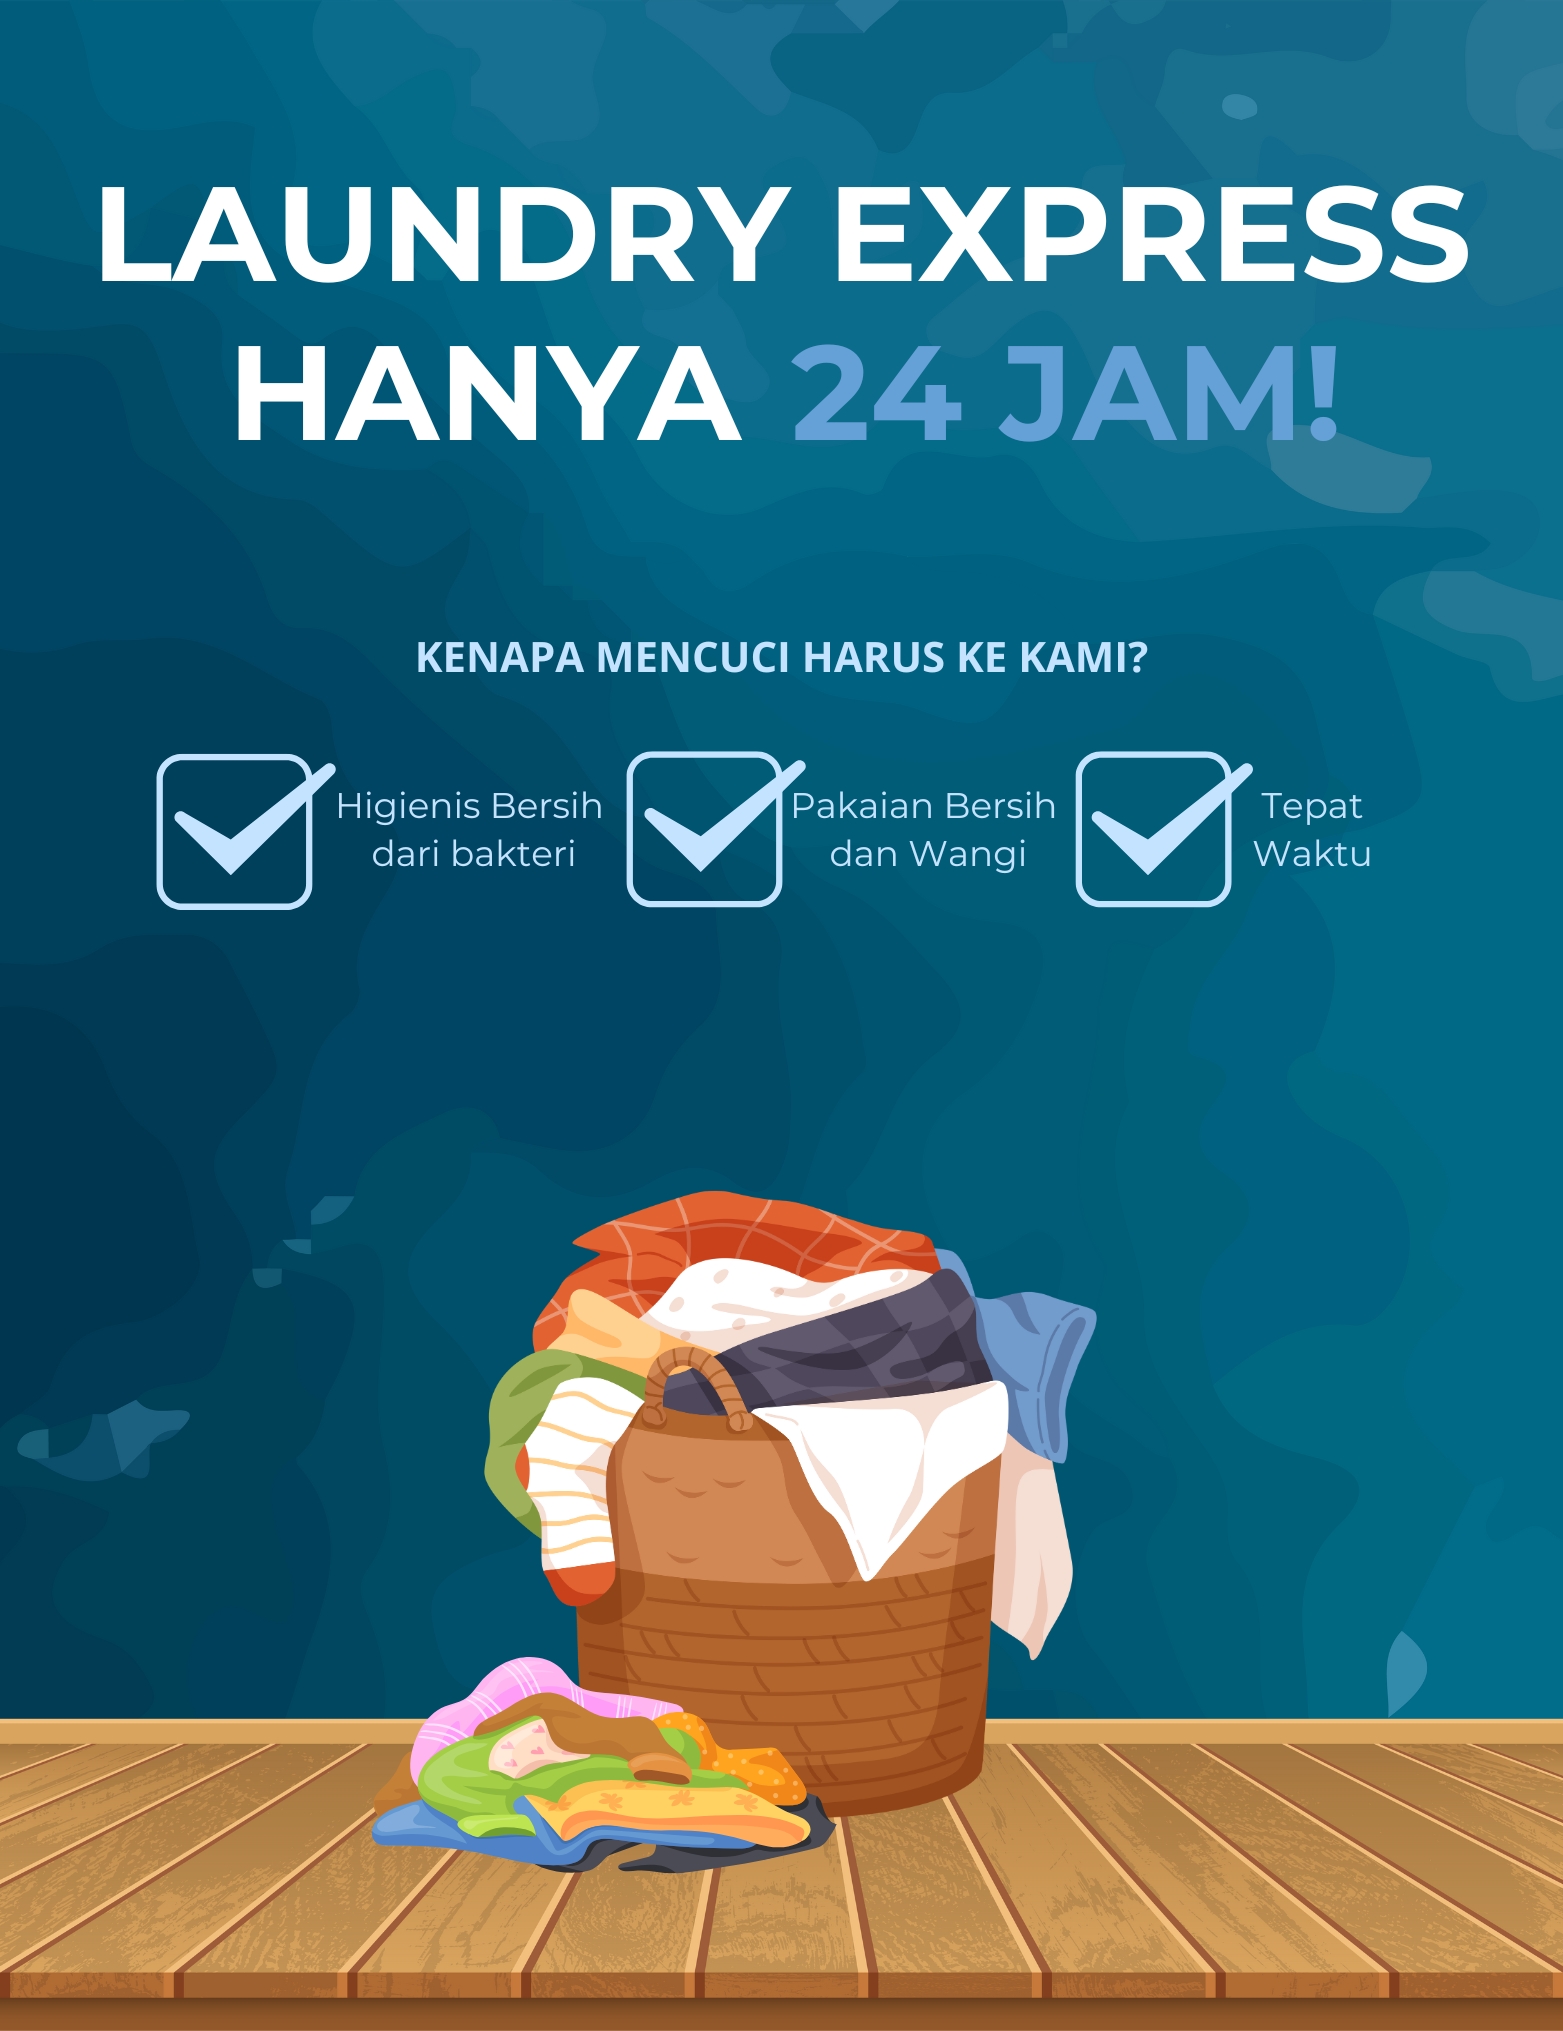 LAUNDRY EXPRESS
HANYA 24 JAM!
KENAPA MENCUCI HARUS KE KAMI?
Higienis Bersih
dari bakteri
Pakaian Bersih
dan Wangi
Tepat
Waktu